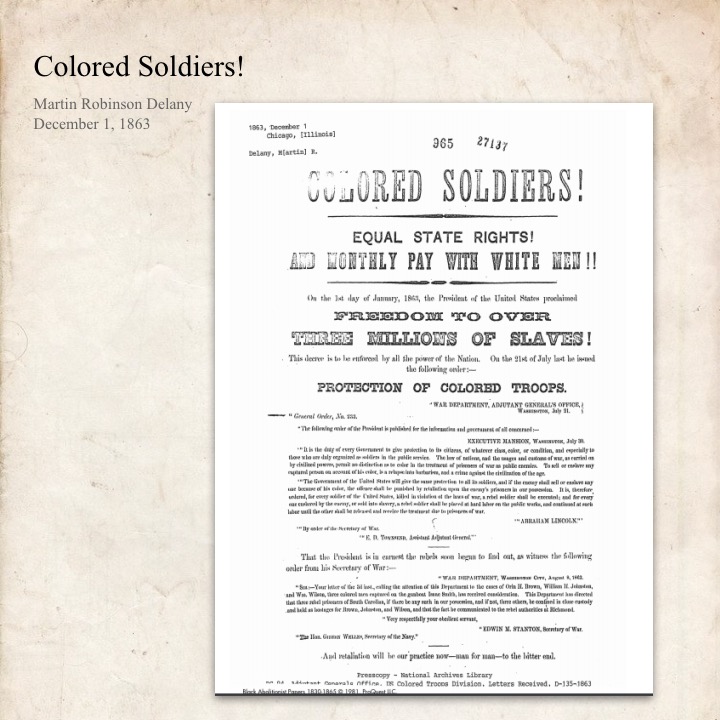 Colored Soldiers!
Martin Robinson Delany
December 1, 1863
1863, December 1
Chicago, [Illinois]
Delany, M[artin] R.
965 27137
COLORED SOLDIERS!
EQUAL STATE RIGHTS!
AND MONTHLY PAY WITH WHITE MEN!!
On the 1st day of January, 1863, the President of the United States proclaimed
FREEDOM TO OVER
THREE MILLIONS OF SLAVES!
This decree is to be enforced by all the power of the Nation. On the 21st of July last he issued
the following order:—
PROTECTION OF COLORED TROOPS.
"WAR DEPARTMENT, ADJUTANT GENERAL'S OFFICE,
WASHINGTON, July 21.
"General Order, No. 233.
"The following order of the President is published for the information and government of all concerned:—
EXECUTIVE MANSION, WASHINGTON, July 30.
"'It is the duty of every Government to give protection to its citizens, of whatever class, color, or condition, and especially to
those who are duly organized as soldiers in the public service. The law of nations, and the usages and customs of war, as carried on
by civilized powers, permit no distinction as to color in the treatment of prisoners of war as public enemies. To sell or enslave any
captured person on account of his color, is a relapse into barbarism, and a crime against the civilization of the age.
"'The Government of the United States will give the same protection to all its soldiers, and if the enemy shall sell or enslave any
one because of his color, the offence shall be punished by retaliation upon the enemy's prisoners in our possession. It is, therefore
ordered, for every soldier of the United States, killed in violation of the laws of war, a rebel soldier shall be executed; and for every
one enslaved by the enemy, or sold into slavery, a rebel soldier shall be placed at hard labor on the public works, and continued at such
labor until the other shall be released and receive the treatment due to prisoners of war.
"'ABRAHAM LINCOLN.'"
"'By order of the Secretary of War.
"'E. D. TOWNSEND, Assistant Adjutant General.'"
That the President is in earnest the rebels soon began to find out, as witness the following
order from his Secretary of War:—
"WAR DEPARTMENT, WASHINGTON CITY, August 8, 1863.
"SIR:—Your letter of the 3d inst., calling the attention of this Department to the cases of Orin H. Brown, William H. Johnston,
and Wm. Wilson, three colored men captured on the gunboat Isaac Smith, has received consideration. This Department has directed
that three rebel prisoners of South Carolina, if there be any such in our possession, and if not, three others, be confined in close custody
and held as hostages for Brown, Johnston, and Wilson, and that the fact be communicated to the rebel authorities at Richmond.
"Very respectfully your obedient servant,
"EDWIN M. STANTON, Secretary of War.
"The Hon. GIDEON WELLES, Secretary of the Navy."
And retaliation will be our practice now—man for man—to the bitter end.
Presscopy - National Archives Library
Adjutant Generals Office, US Colored Troops Division. Letters Received. D-135-1863
Black Abolitionist Papers 1830-1865 © 1981, ProQuest LLC.